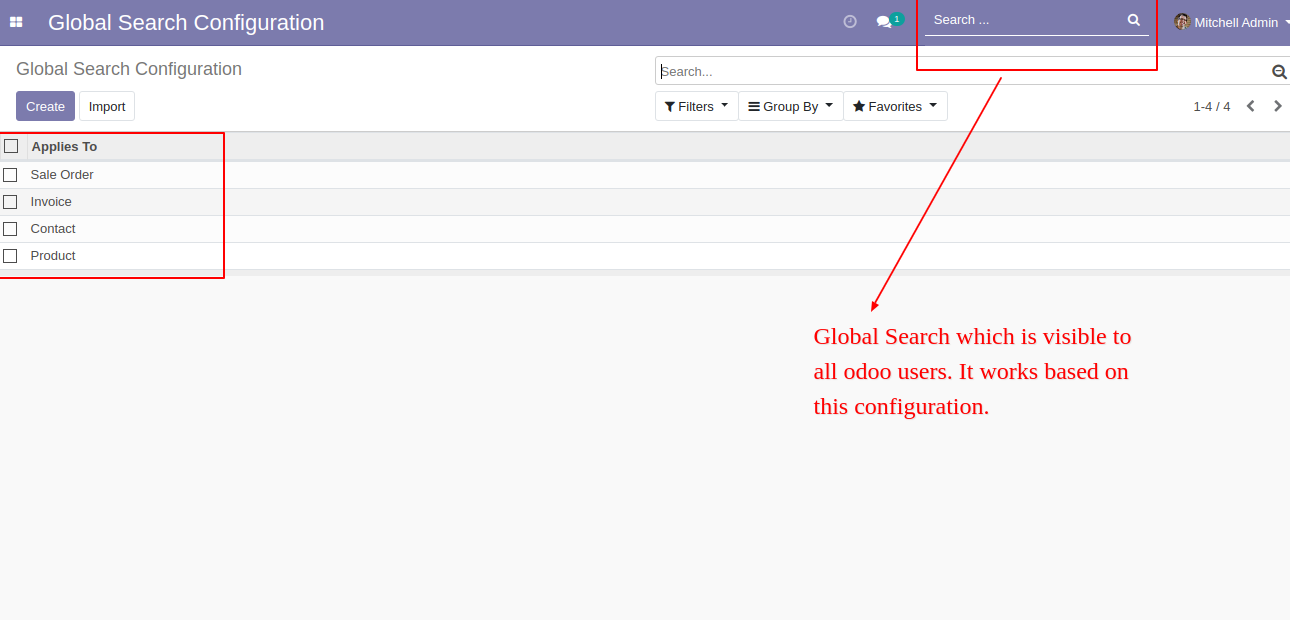 Global Search Configuration
1
Search ...
Mitchell Admin
Global Search Configuration
Search...
Create
Import
Filters
Group By
Favorites
1-4 / 4
Applies To
Sale Order
Invoice
Contact
Product
Global Search which is visible to
all odoo users. It works based on
this configuration.